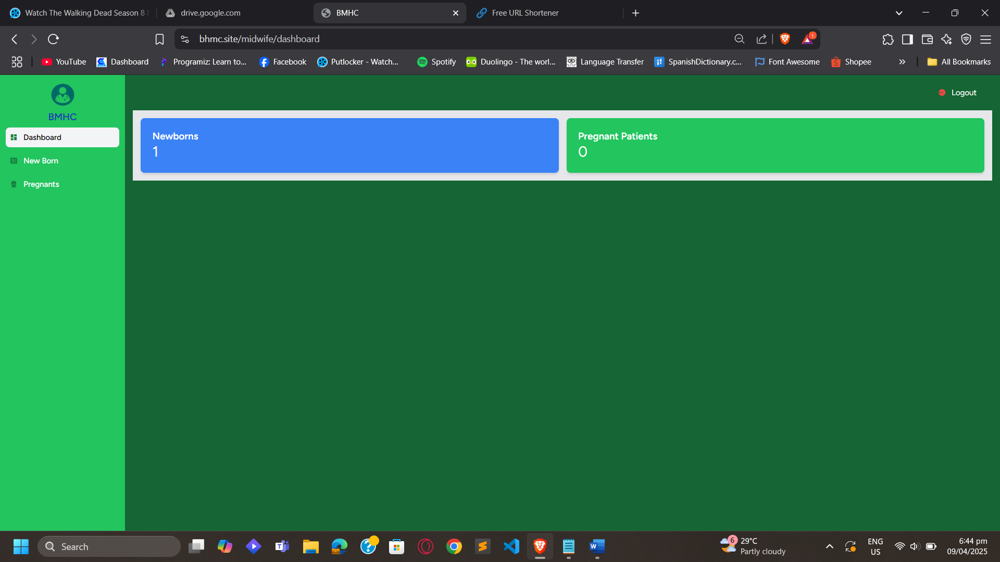 Watch The Walking Dead Season 8
drive.google.com
BMHC
Free URL Shortener
bhmc.site/midwife/dashboard
1
YouTube
Dashboard
Programiz: Learn to...
Facebook
Putlocker - Watch...
Spotify
Duolingo - The worl...
Language Transfer
SpanishDictionary.c...
Font Awesome
Shopee
All Bookmarks
BMHC
Dashboard
New Born
Pregnants
Logout
Newborns
1
Pregnant Patients
0
Search
6
29°C
Partly cloudy
ENG
US
6:44 pm
09/04/2025